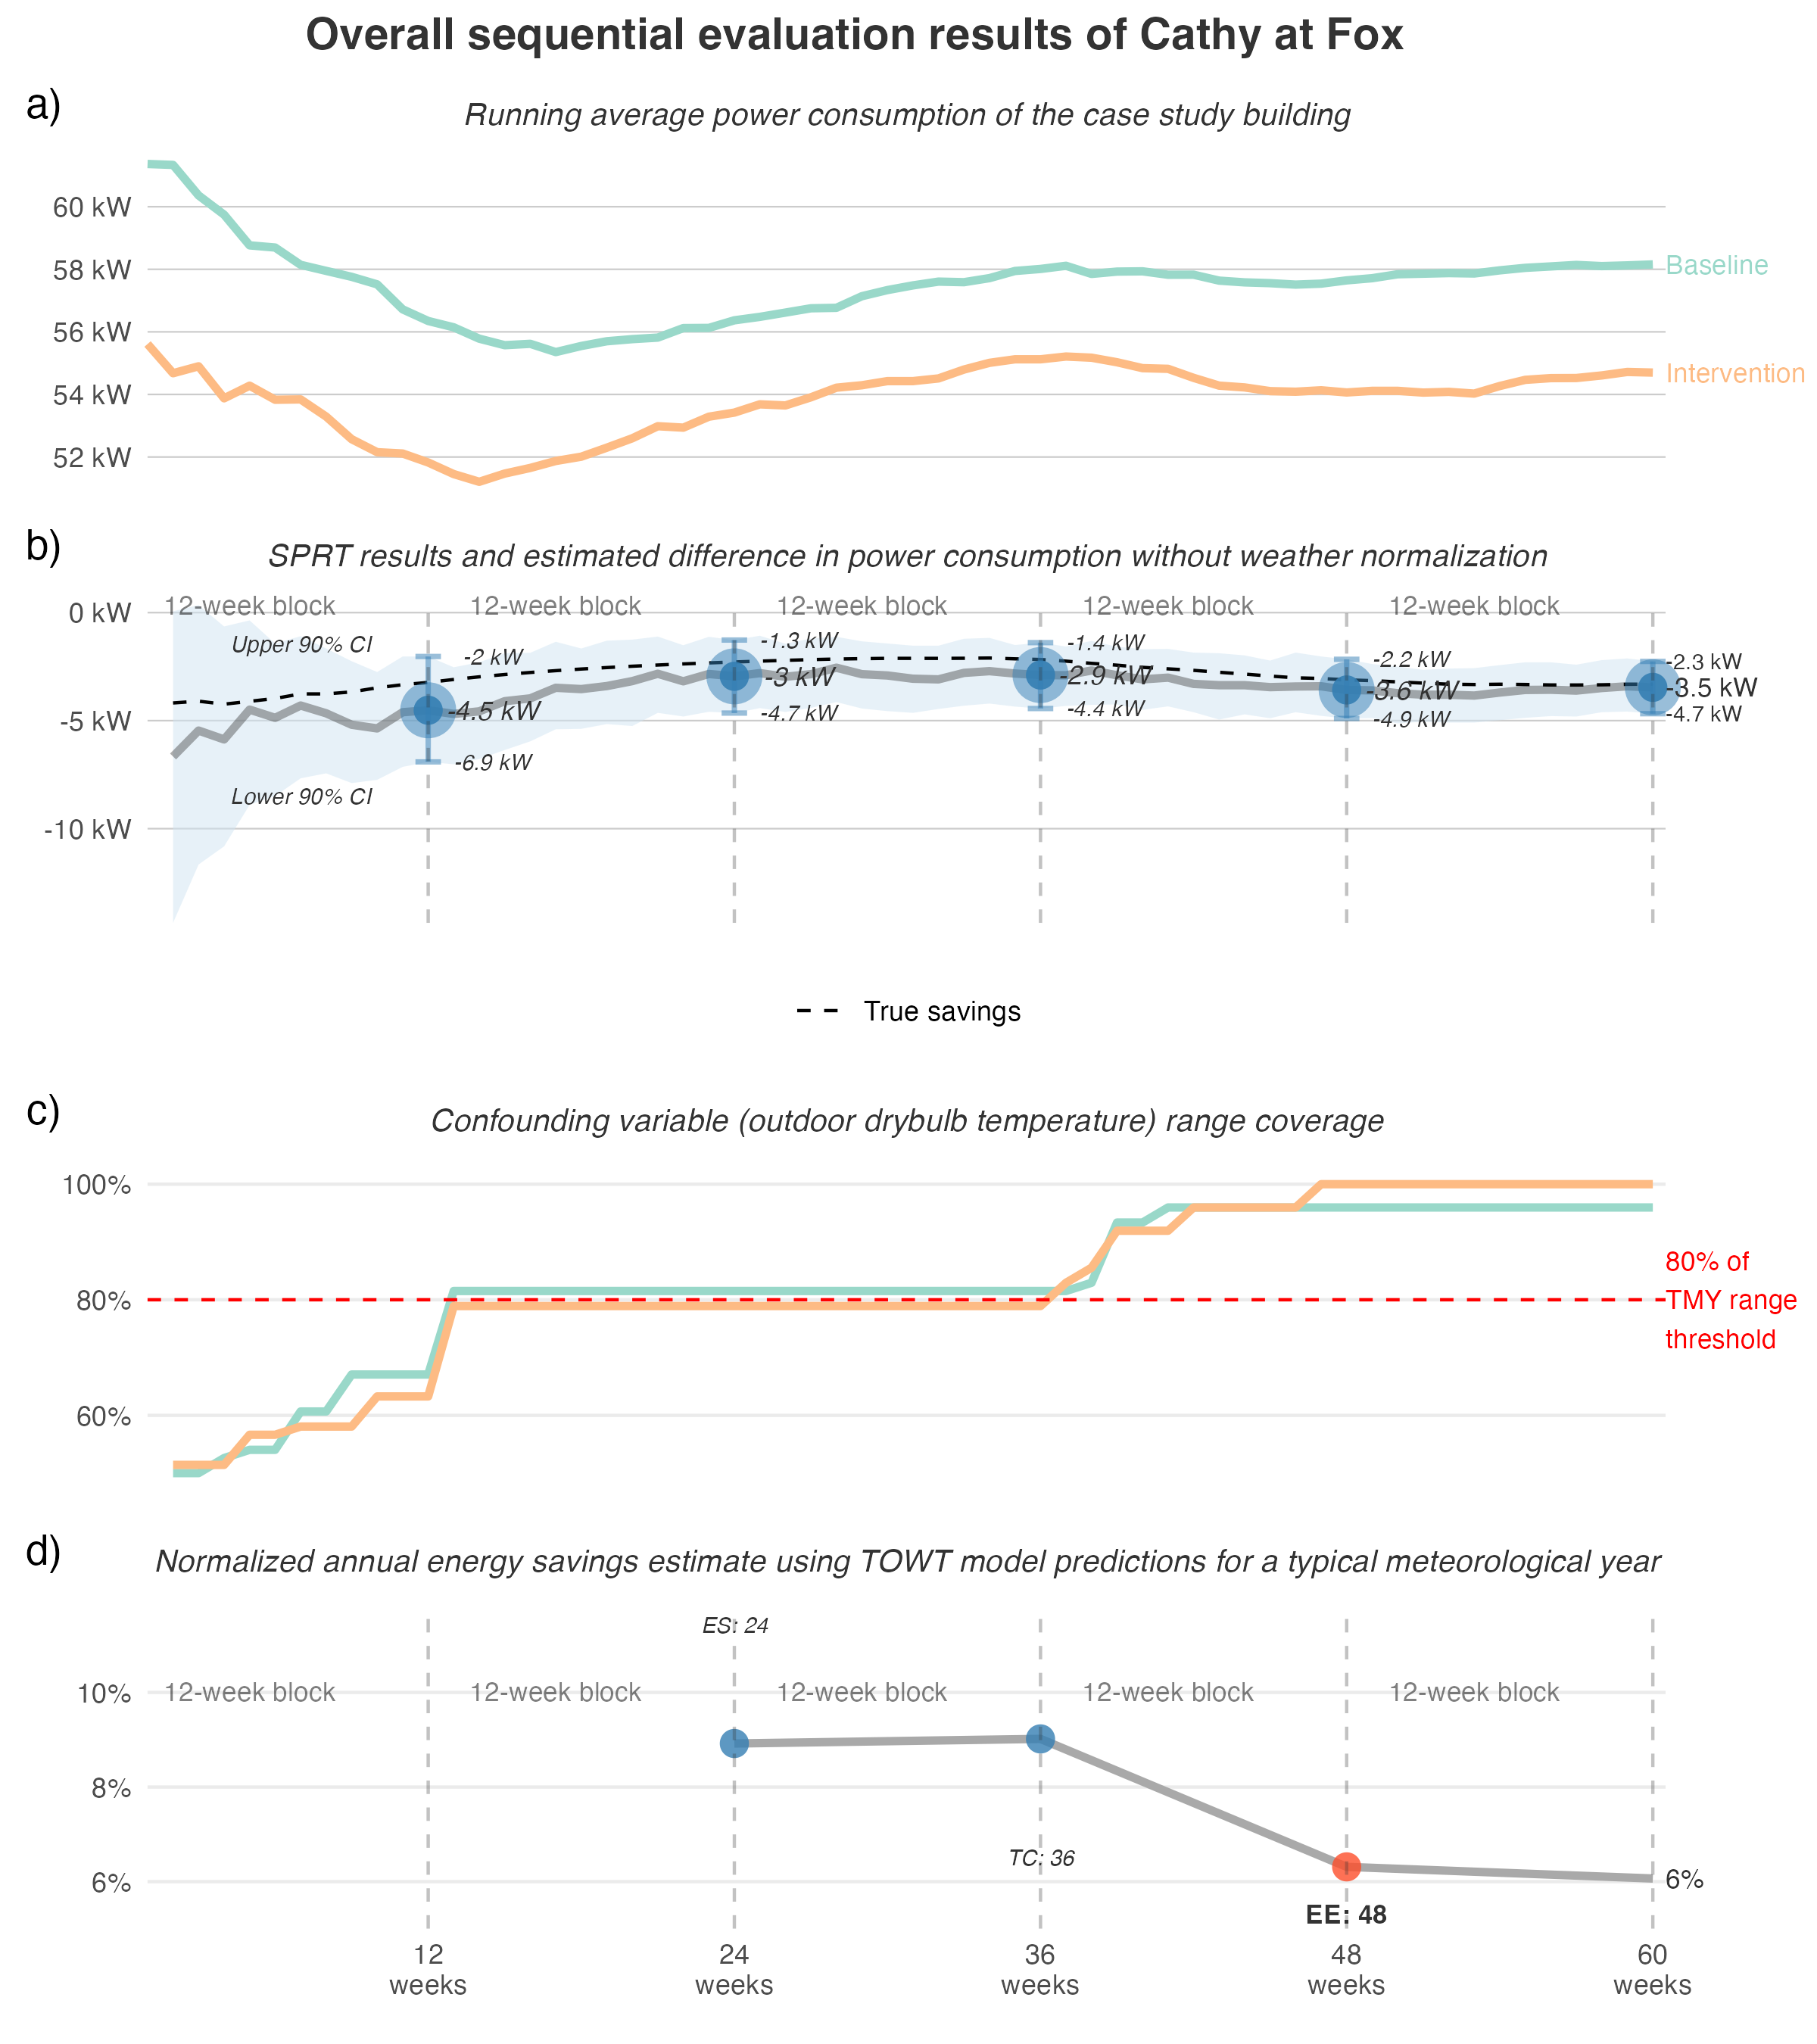 Overall sequential evaluation results of Cathy at Fox
a)
Running average power consumption of the case study building
60 kW
58 kW
Baseline
56 kW
54 kW
Intervention
52 kW
b)
SPRT results and estimated difference in power consumption without weather normalization
0 kW
12-week block
12-week block
12-week block
12-week block
12-week block
Upper 90% CI
-2 kW
-1.3 kW
-1.4 kW
-2.2 kW
-2.3 kW
-4.5 kW
-3 kW
-2.9 kW
-3.6 kW
-3.5 kW
-5 kW
-6.9 kW
-4.7 kW
-4.4 kW
-4.9 kW
-4.7 kW
Lower 90% CI
-10 kW
True savings
c)
Confounding variable (outdoor drybulb temperature) range coverage
100%
80%
60%
80% of
TMY range
threshold
d)
Normalized annual energy savings estimate using TOWT model predictions for a typical meteorological year
ES: 24
10%
12-week block
12-week block
12-week block
12-week block
12-week block
8%
TC: 36
6%
6%
EE: 48
12
weeks
24
weeks
36
weeks
48
weeks
60
weeks